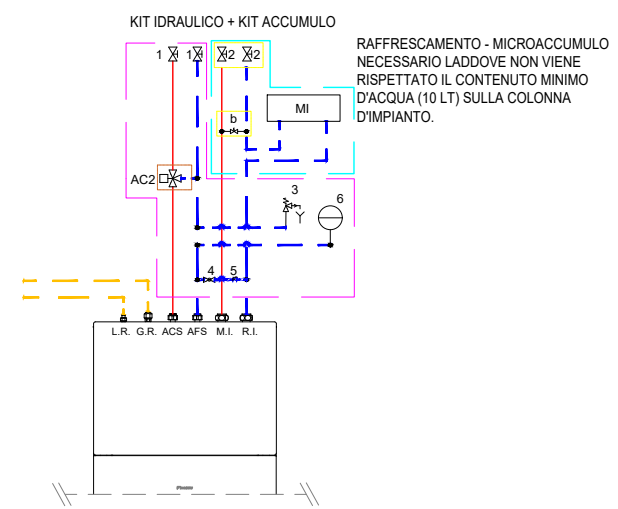 KIT IDRAULICO + KIT ACCUMULO
RAFFRESCAMENTO - MICROACCUMULO
NECESSARIO LADDOVE NON VIENE
RISPETTATO IL CONTENUTO MINIMO
D'ACQUA (10 LT) SULLA COLONNA
D'IMPIANTO.
1 1 2 2
MI
b
AC2
3
6
4 5
L.R. G.R. ACS AFS M.I. R.I.